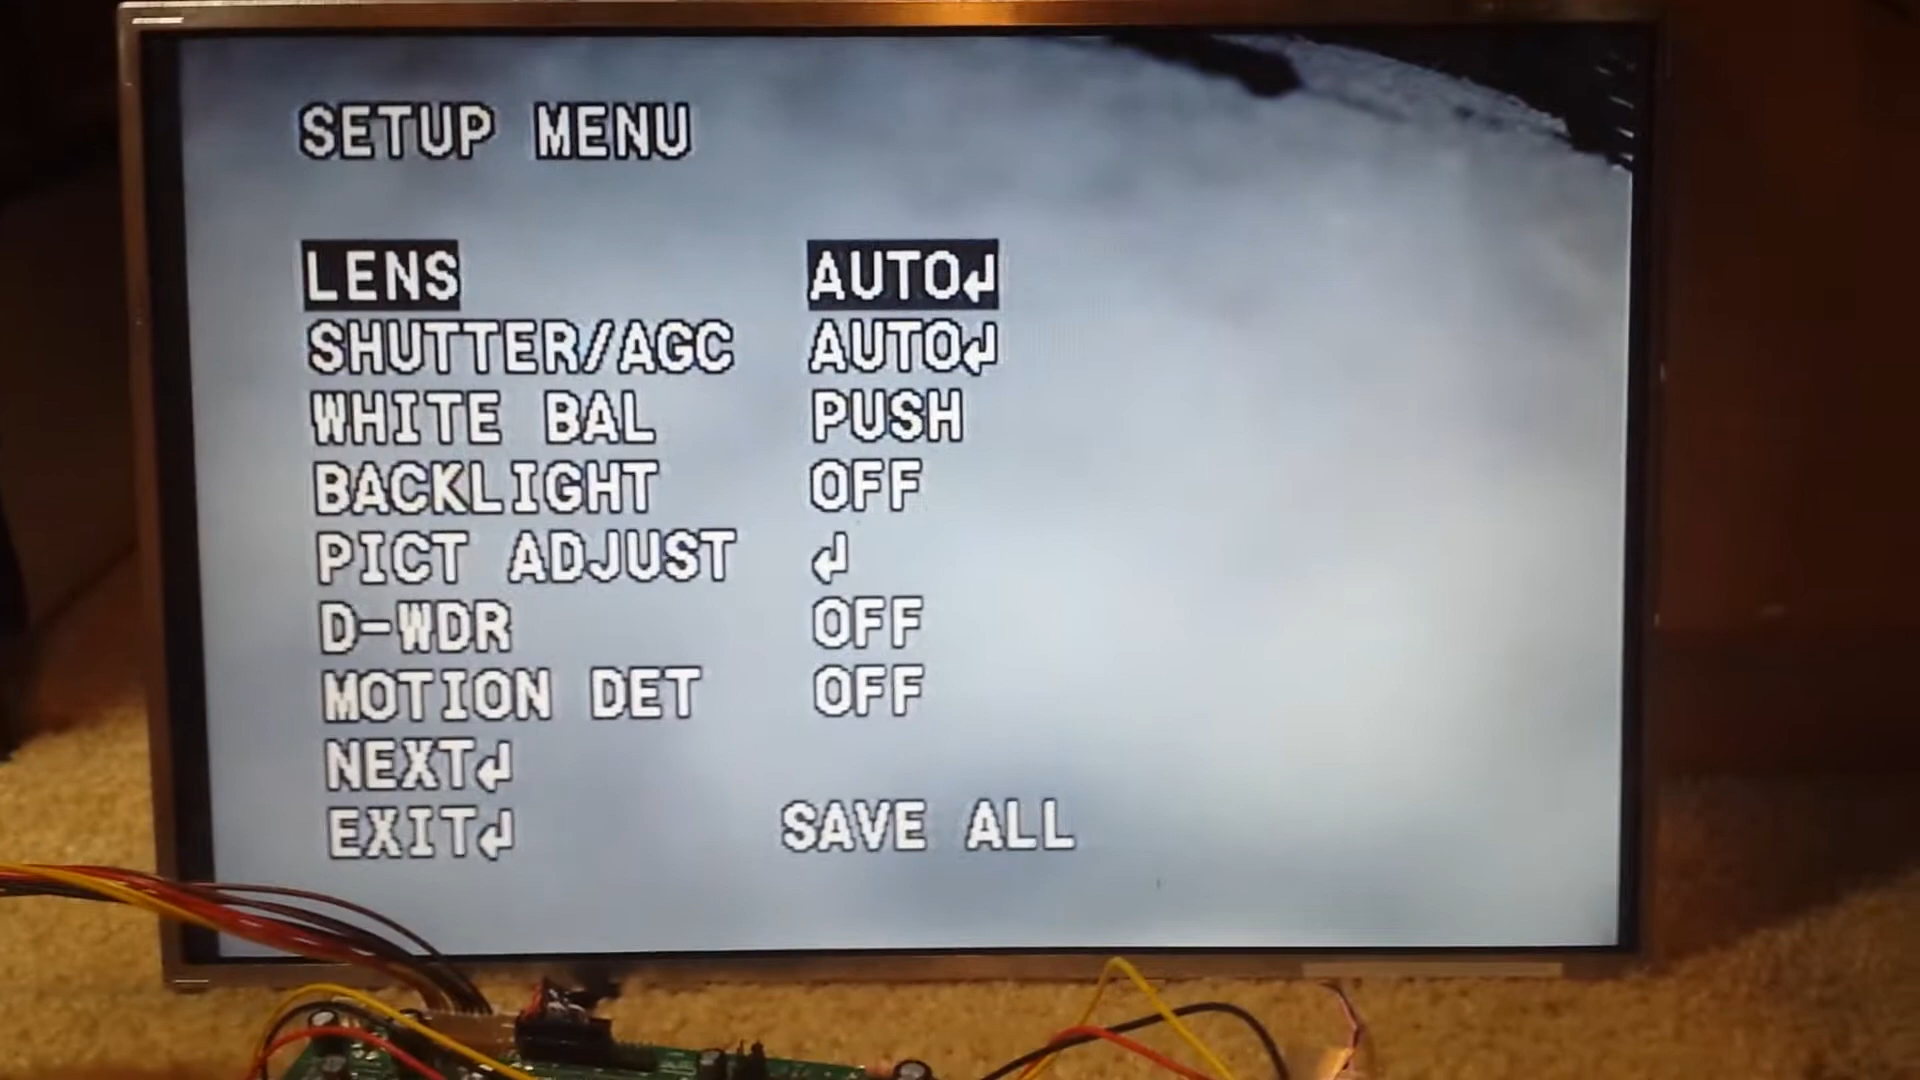 SETUP MENU
LENS AUTO↲
SHUTTER/AGC AUTO↲
WHITE BAL PUSH
BACKLIGHT OFF
PICT ADJUST ↲
D-WDR OFF
MOTION DET OFF
NEXT↲
EXIT↲ SAVE ALL